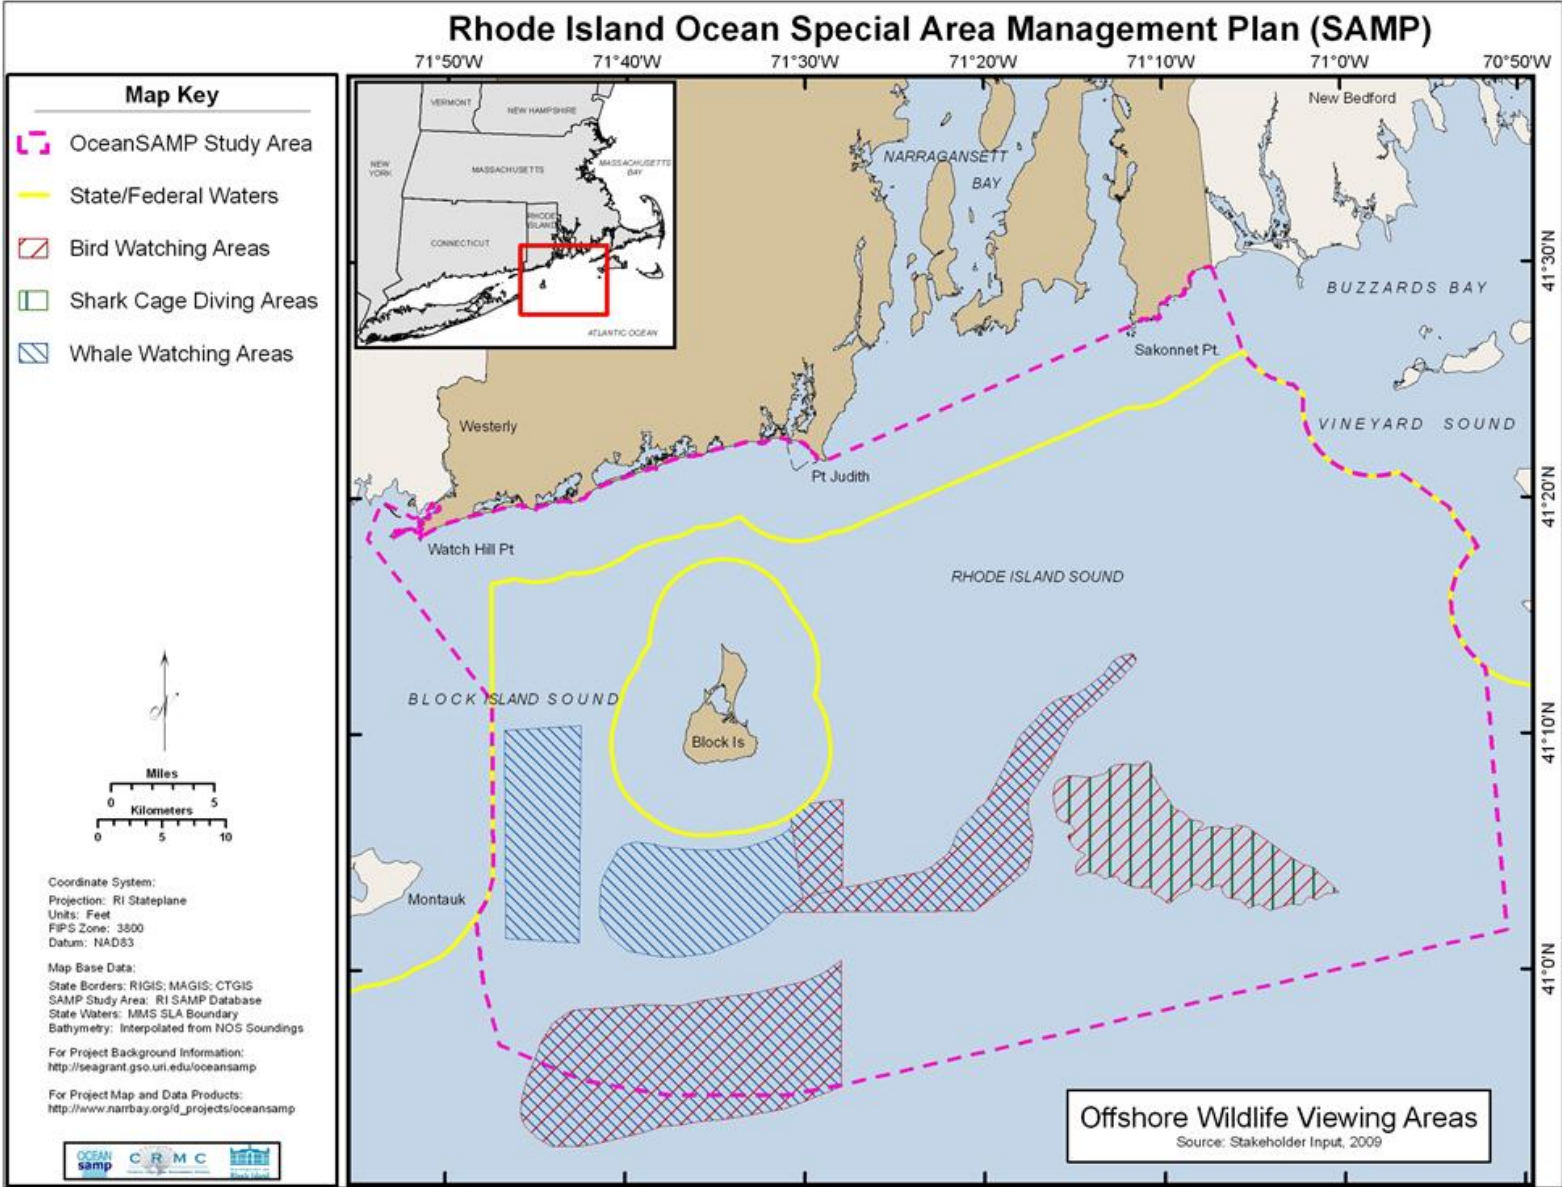 Rhode Island Ocean Special Area Management Plan (SAMP)
71°50'W 71°40'W 71°30'W 71°20'W 71°10'W 71°0'W 70°50'W
Map Key
OceanSAMP Study Area
State/Federal Waters
Bird Watching Areas
Shark Cage Diving Areas
Whale Watching Areas
N
Miles
0 5
Kilometers
0 5 10
Coordinate System:
Projection: RI Stateplane
Units: Feet
FIPS Zone: 3800
Datum: NAD83
Map Base Data:
State Borders: RIGIS; MAGIS; CTGIS
SAMP Study Area: RI SAMP Database
State Waters: MMS SLA Boundary
Bathymetry: Interpolated from NOS Soundings
For Project Background Information:
http://seagrant.gso.uri.edu/oceansamp
For Project Map and Data Products:
http://www.narrbay.org/d_projects/oceansamp
OCEAN
samp
CRMC
VERMONT
NEW HAMPSHIRE
NEW
YORK
MASSACHUSETTS
MASSACHUSETTS
BAY
RHODE
ISLAND
CONNECTICUT
ATLANTIC OCEAN
New Bedford
NARRAGANSETT
BAY
BUZZARDS BAY
Sakonnet Pt.
VINEYARD SOUND
Westerly
Pt Judith
Watch Hill Pt
RHODE ISLAND SOUND
BLOCK ISLAND SOUND
Block Is
Montauk
41°30'N
41°20'N
41°10'N
41°0'N
Offshore Wildlife Viewing Areas
Source: Stakeholder Input, 2009